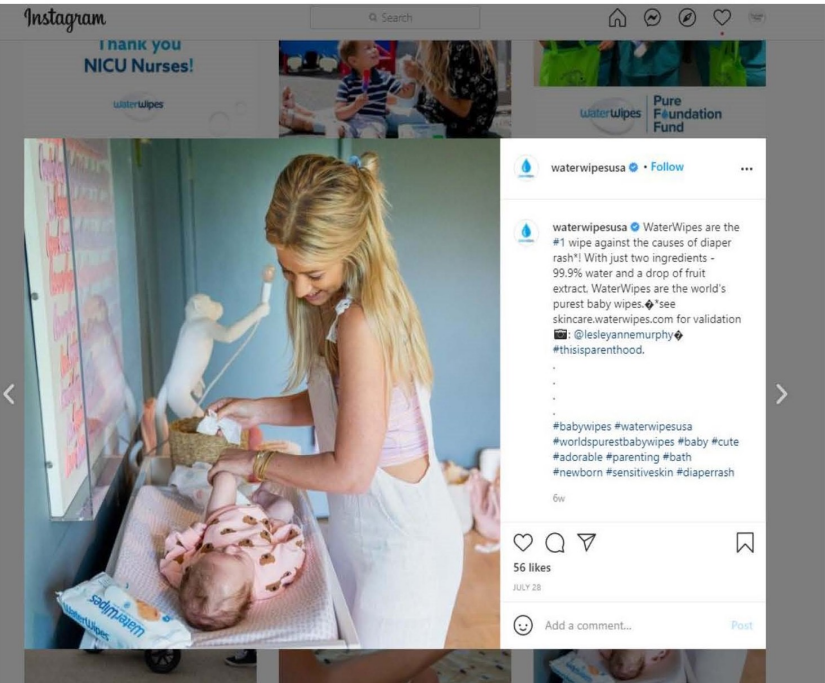 Instagram
Search
Thank you
NICU Nurses!
WaterWipes
WaterWipes
Pure
Foundation
Fund
waterwipesusa • Follow
waterwipesusa WaterWipes are the
#1 wipe against the causes of diaper
rash*! With just two ingredients -
99.9% water and a drop of fruit
extract, WaterWipes are the world's
purest baby wipes.�*see
skincare.waterwipes.com for validation
📷: @lesleyannemurphy�
#thisisparenthood.
.
.
.
.
#babywipes #waterwipesusa
#worldspurestbabywipes #baby #cute
#adorable #parenting #bath
#newborn #sensitiveskin #diaperrash
6w
56 likes
JULY 28
Add a comment...
Post
WaterWipes
WaterWipes